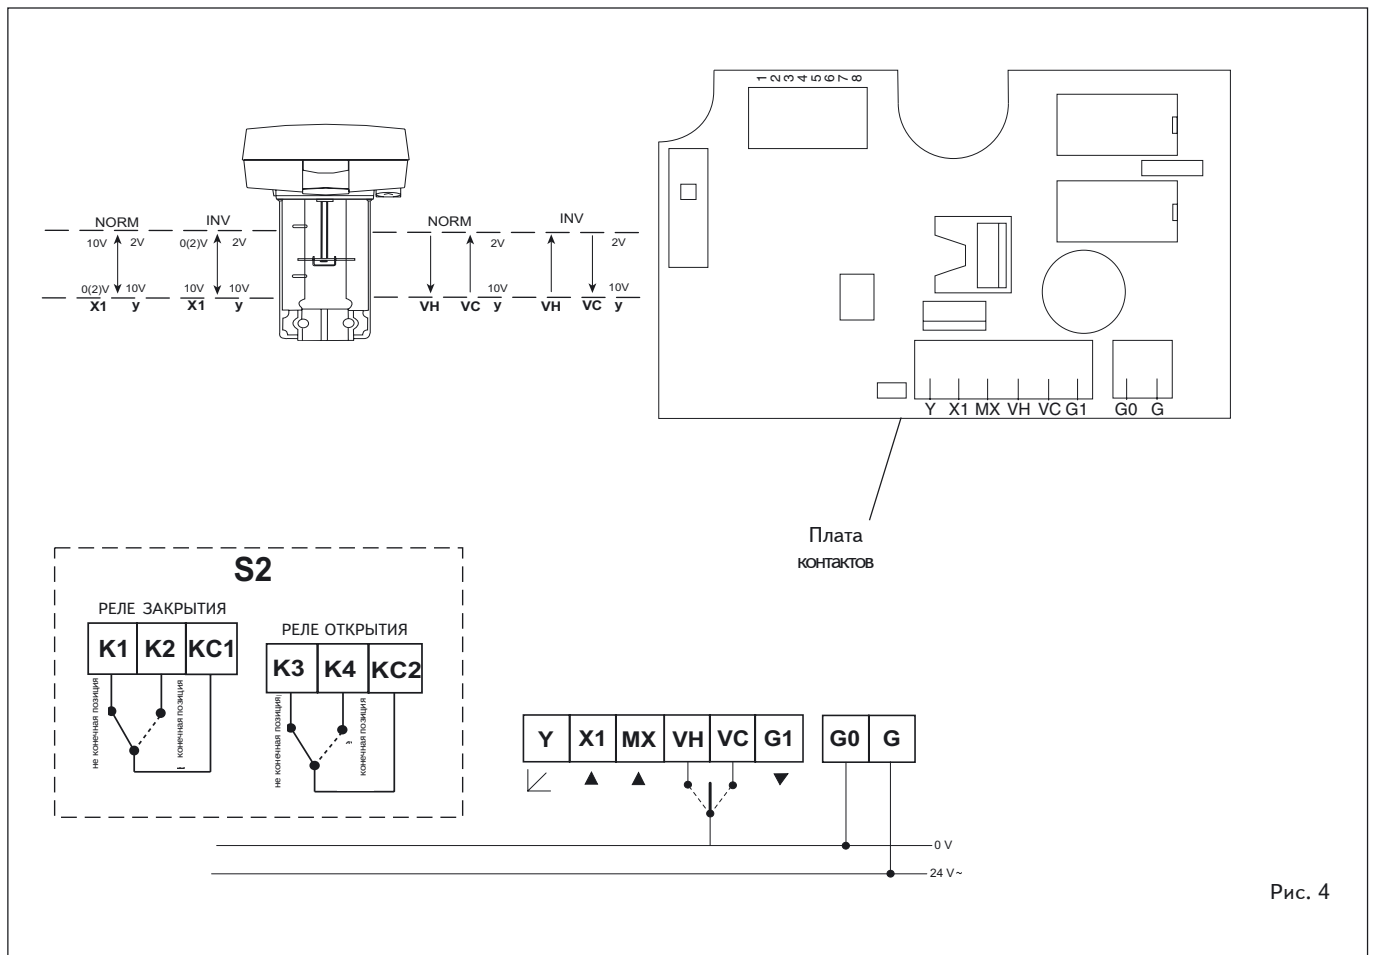 1 2 3 4 5 6 7 8
NORM INV
10V 2V 0(2)V 2V
0(2)V 10V 10V 10V
X1 y X1 y
NORM INV
2V 2V
10V 10V
VH VC y VH VC y
Y X1 MX VH VC G1 G0 G
Плата
контактов
S2
РЕЛЕ ЗАКРЫТИЯ
K1 K2 KC1
не конечная позиция
конечная позиция
РЕЛЕ ОТКРЫТИЯ
K3 K4 KC2
не конечная позиция
конечная позиция
Y X1 MX VH VC G1 G0 G
0 V
24 V~
Рис. 4